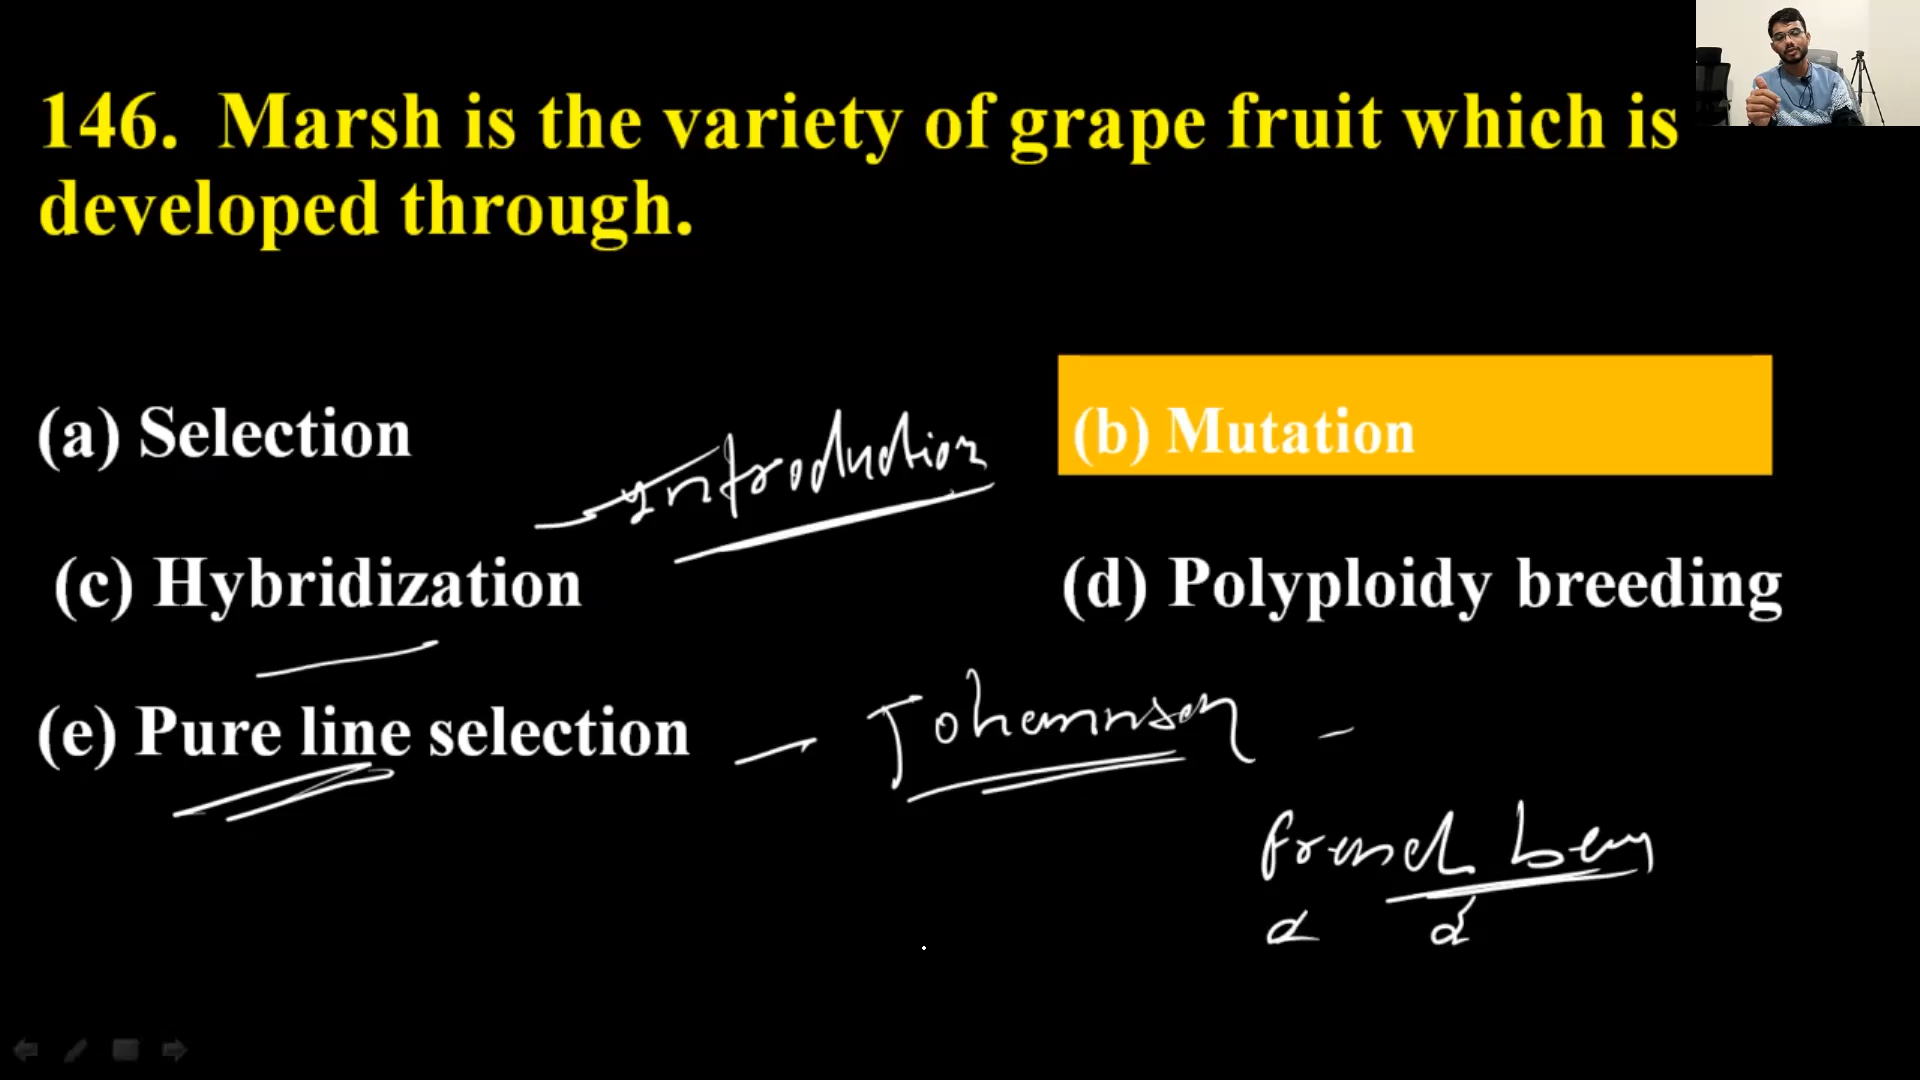 146. Marsh is the variety of grape fruit which is
developed through.
(a) Selection
Introduction
(b) Mutation
(c) Hybridization
(d) Polyploidy breeding
(e) Pure line selection
Johannsen
French